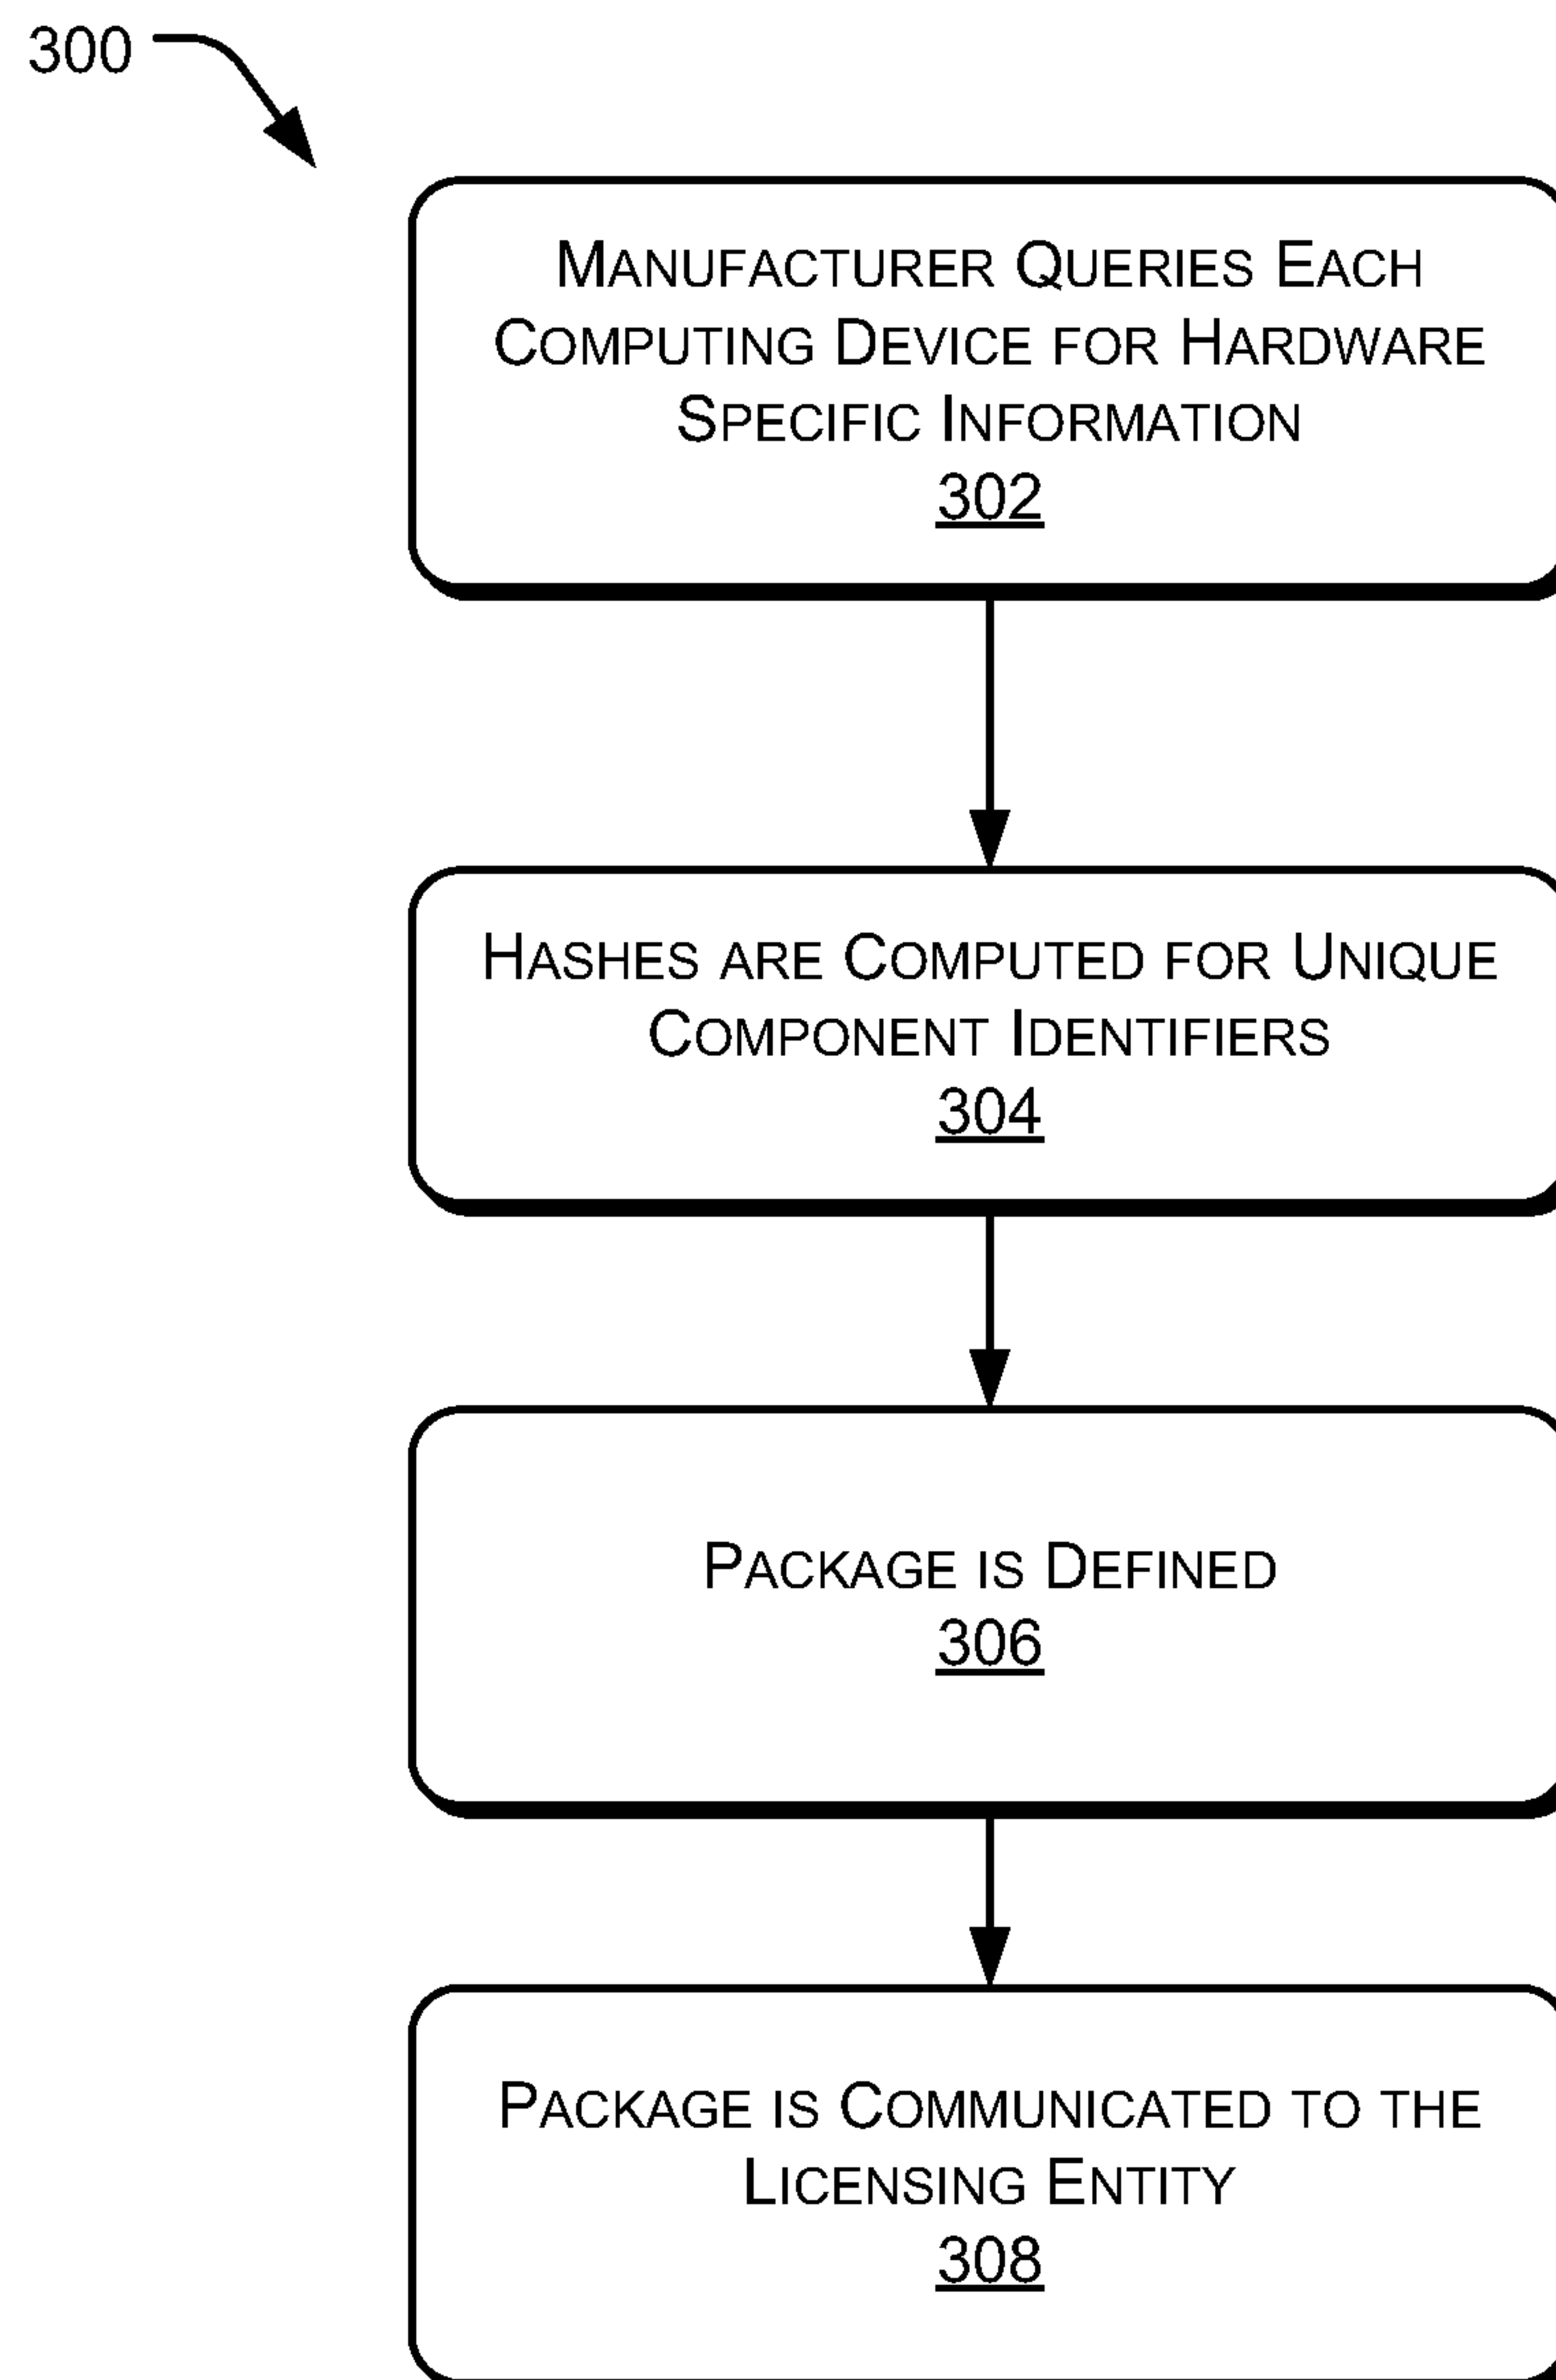 300
MANUFACTURER QUERIES EACH
COMPUTING DEVICE FOR HARDWARE
SPECIFIC INFORMATION
302
HASHES ARE COMPUTED FOR UNIQUE
COMPONENT IDENTIFIERS
304
PACKAGE IS DEFINED
306
PACKAGE IS COMMUNICATED TO THE
LICENSING ENTITY
308